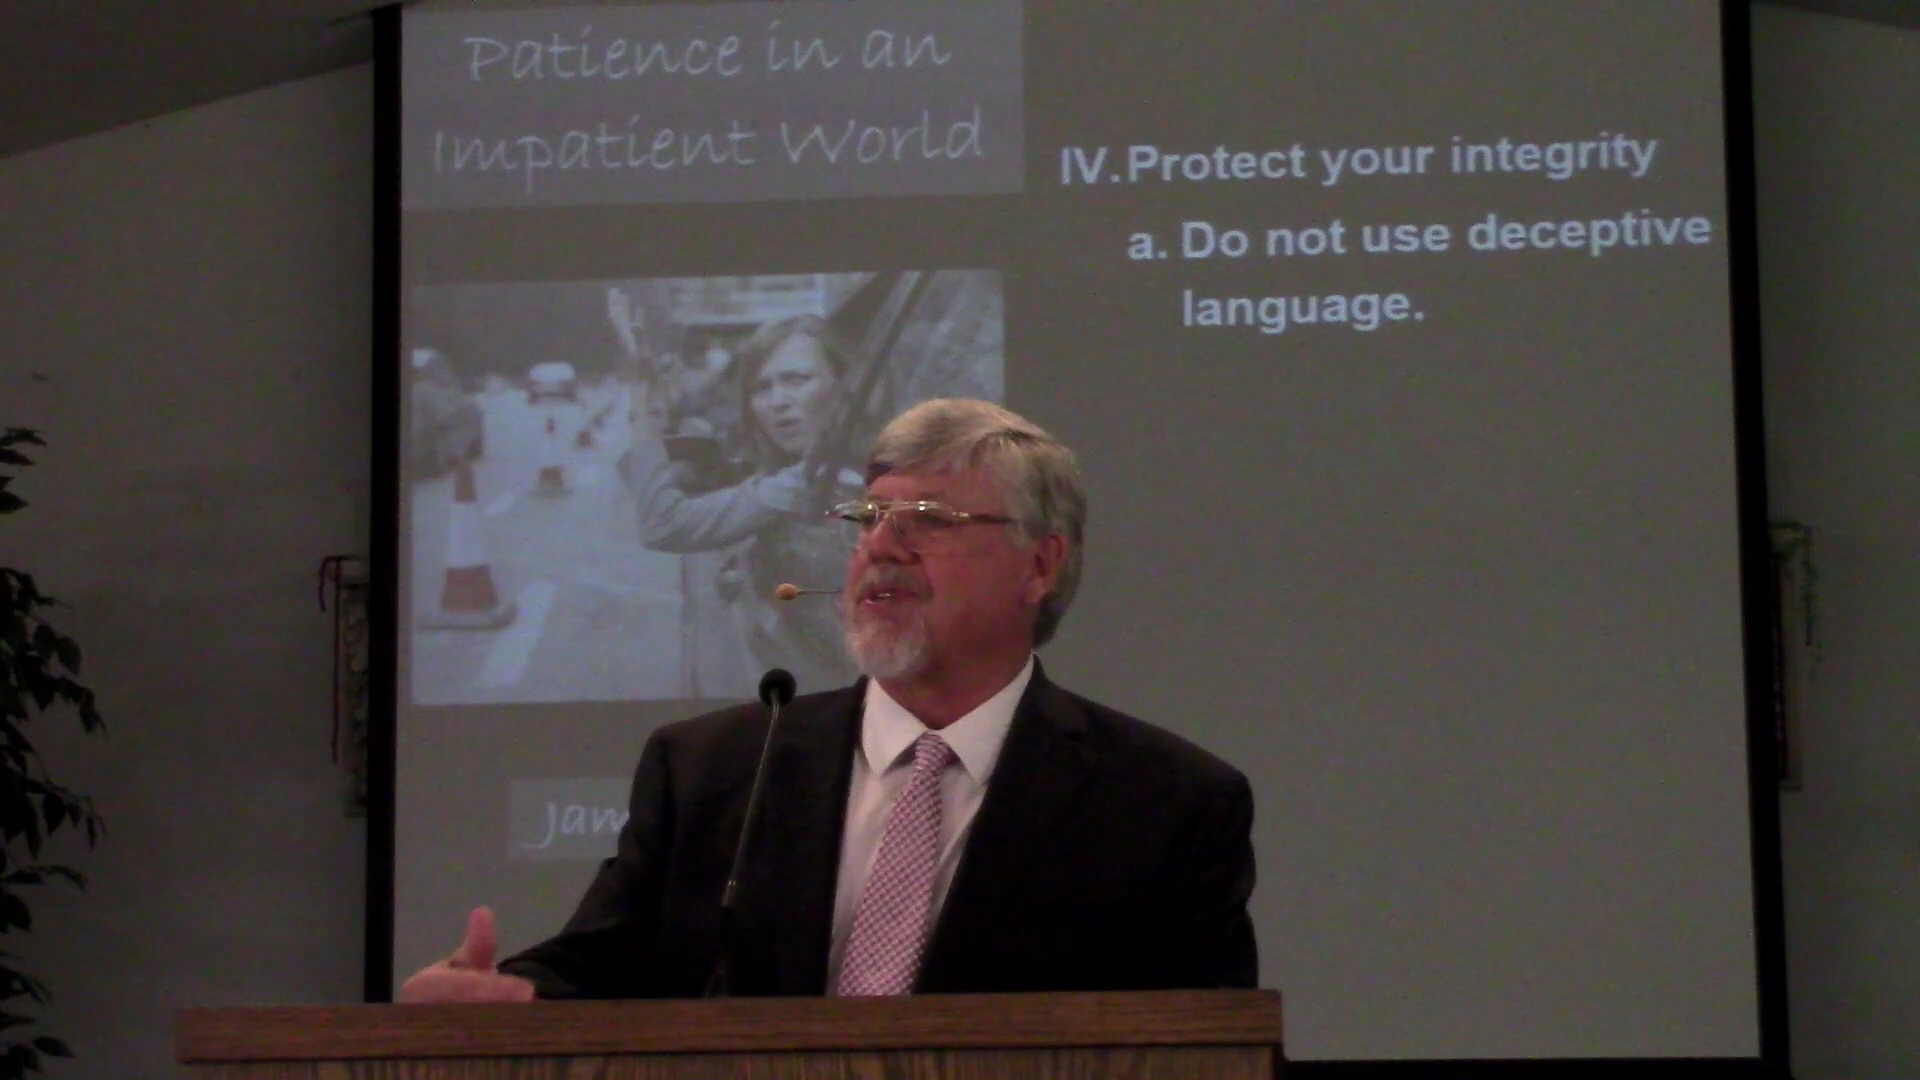 Patience in an
Impatient World
IV. Protect your integrity
a. Do not use deceptive
language.